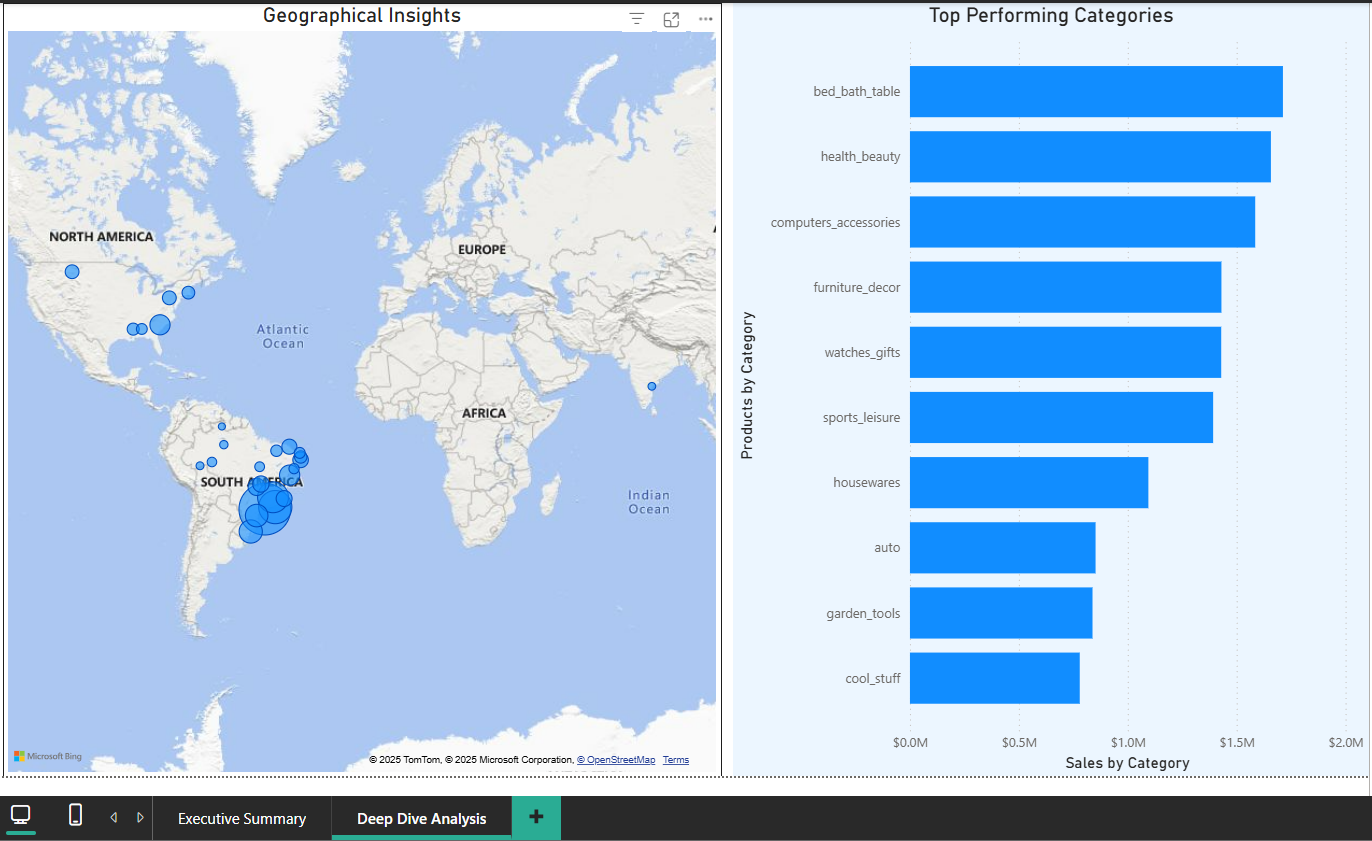 Geographical Insights
NORTH AMERICA
EUROPE
Atlantic
Ocean
AFRICA
SOUTH AMERICA
Indian
Ocean
Microsoft Bing
© 2025 TomTom, © 2025 Microsoft Corporation, © OpenStreetMap Terms
Top Performing Categories
Products by Category
bed_bath_table
health_beauty
computers_accessories
furniture_decor
watches_gifts
sports_leisure
housewares
auto
garden_tools
cool_stuff
$0.0M $0.5M $1.0M $1.5M $2.0M
Sales by Category
Executive Summary
Deep Dive Analysis